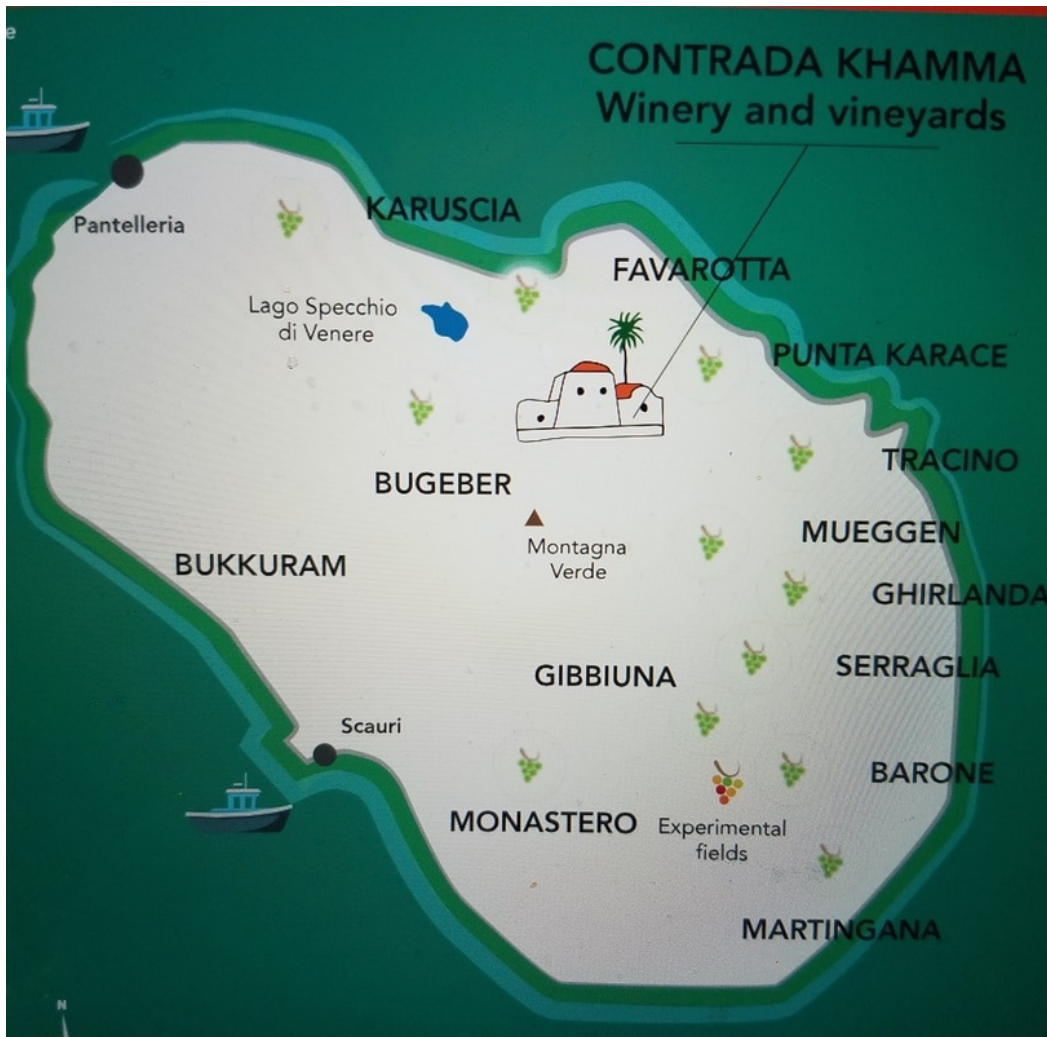 e
CONTRADA KHAMMA
Winery and vineyards
KARUSCIA
Pantelleria
FAVAROTTA
Lago Specchio
di Venere
PUNTA KARACE
TRACINO
BUGEBER
MUEGGEN
Montagna
Verde
BUKKURAM
GHIRLANDA
SERRAGLIA
GIBBIUNA
Scauri
BARONE
MONASTERO
Experimental
fields
MARTINGANA
N